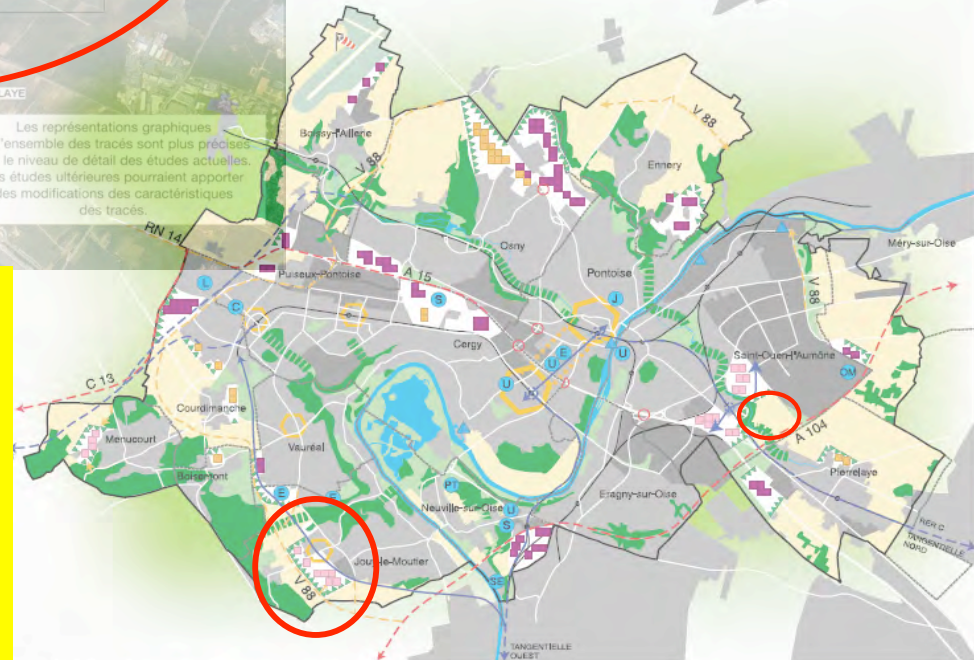 LAYE
Les représentations graphiques
l'ensemble des tracés sont plus précises
le niveau de détail des études actuelles.
s études ultérieures pourraient apporter
des modifications des caractéristiques
des tracés.
Boissy-l'Aillerie
V 88
V 88
Ennery
RN 14
Osny
Méry-sur-Oise
Puiseux-Pontoise
A 15
Pontoise
V 88
L
C
S
J
Cergy
U
E
U
U
Saint-Ouen-l'Aumône
OM
C 13
Courdimanche
Menucourt
Vauréal
A 104
Boisemont
Pierrelaye
PT
E
Neuville-sur-Oise
U
S
Eragny-sur-Oise
RER C
TANGENTIELLE
NORD
Jouy-le-Moutier
V 88
SE
TANGENTIELLE
OUEST